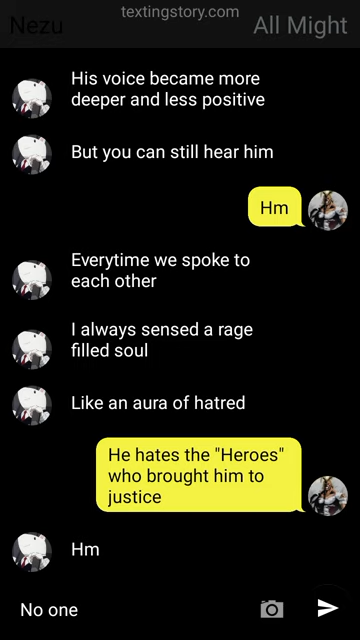 textingstory.com
Nezu
All Might
His voice became more
deeper and less positive
But you can still hear him
Hm
Everytime we spoke to
each other
I always sensed a rage
filled soul
Like an aura of hatred
He hates the "Heroes"
who brought him to
justice
Hm
No one